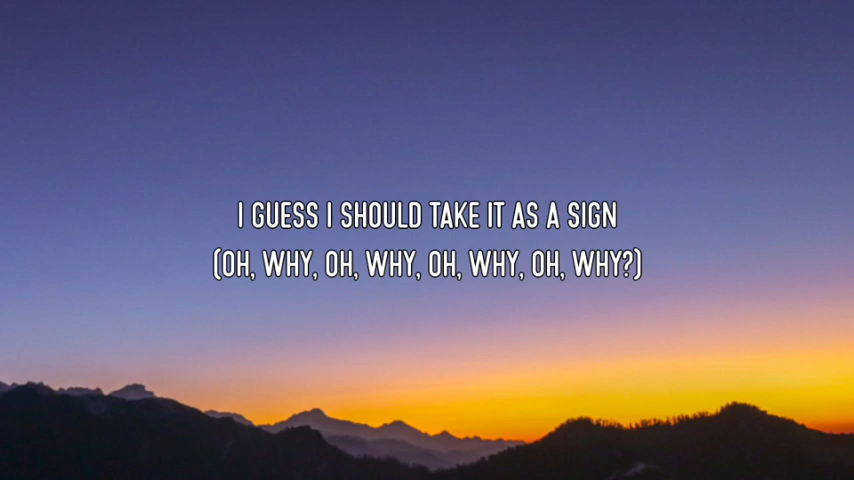 I GUESS I SHOULD TAKE IT AS A SIGN
(OH, WHY, OH, WHY, OH, WHY, OH, WHY?)